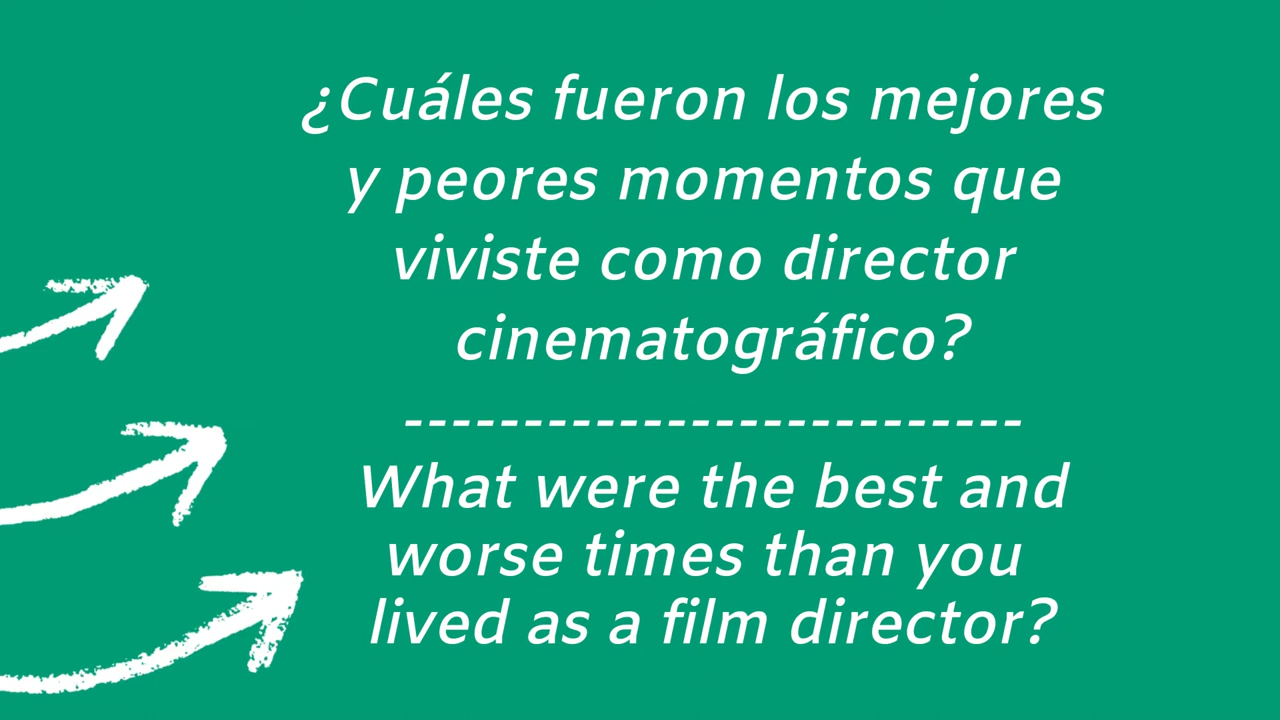 ¿Cuáles fueron los mejores
y peores momentos que
viviste como director
cinematográfico?
---------------------------
What were the best and
worse times than you
lived as a film director?